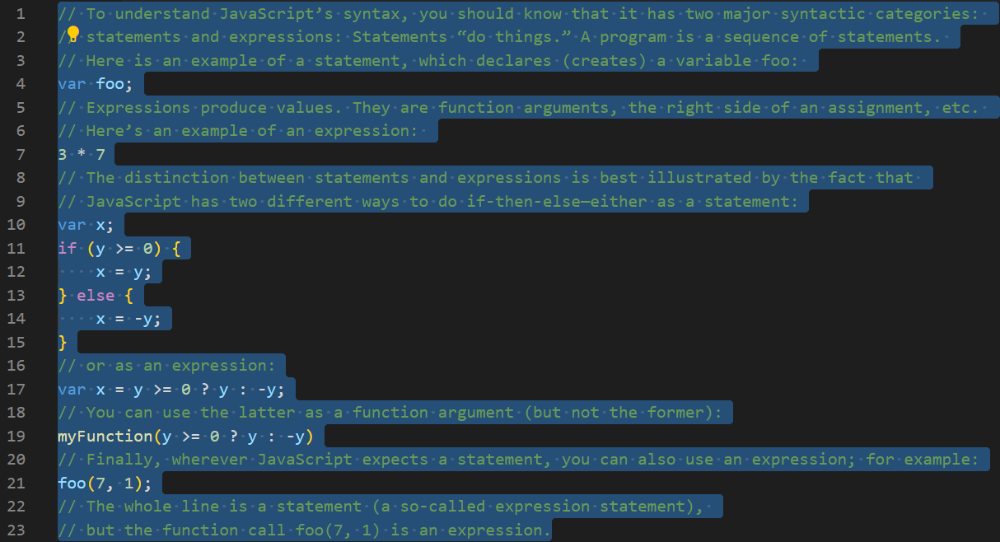 1 // To understand JavaScript’s syntax, you should know that it has two major syntactic categories:
2 // statements and expressions: Statements “do things.” A program is a sequence of statements.
3 // Here is an example of a statement, which declares (creates) a variable foo:
4 var foo;
5 // Expressions produce values. They are function arguments, the right side of an assignment, etc.
6 // Here’s an example of an expression:
7 3 * 7
8 // The distinction between statements and expressions is best illustrated by the fact that
9 // JavaScript has two different ways to do if-then-else—either as a statement:
10 var x;
11 if (y >= 0) {
12     x = y;
13 } else {
14     x = -y;
15 }
16 // or as an expression:
17 var x = y >= 0 ? y : -y;
18 // You can use the latter as a function argument (but not the former):
19 myFunction(y >= 0 ? y : -y)
20 // Finally, wherever JavaScript expects a statement, you can also use an expression; for example:
21 foo(7, 1);
22 // The whole line is a statement (a so-called expression statement),
23 // but the function call foo(7, 1) is an expression.